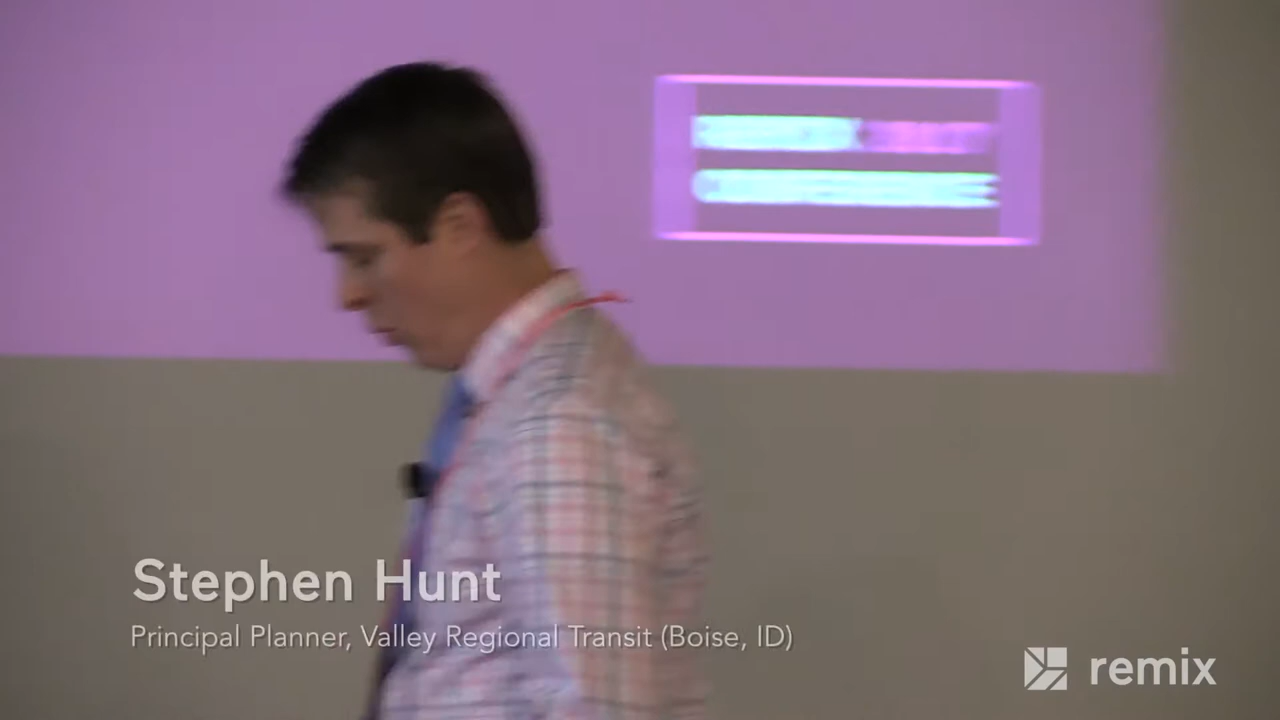 Stephen Hunt
Principal Planner, Valley Regional Transit (Boise, ID)
remix